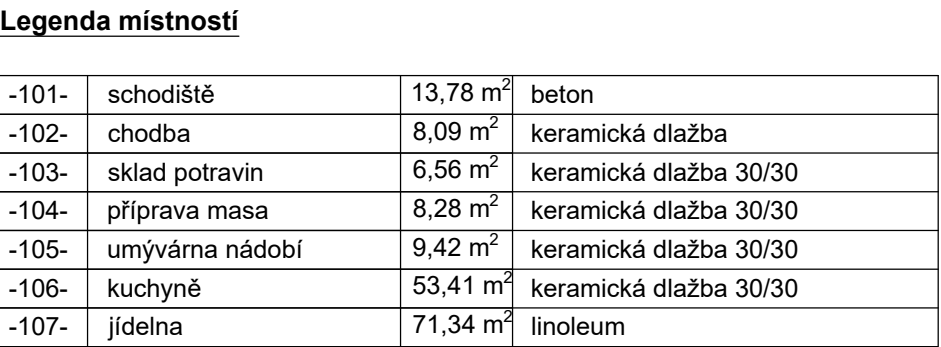 Legenda místností
-101- schodiště 13,78 m² beton
-102- chodba 8,09 m² keramická dlažba
-103- sklad potravin 6,56 m² keramická dlažba 30/30
-104- příprava masa 8,28 m² keramická dlažba 30/30
-105- umývárna nádobí 9,42 m² keramická dlažba 30/30
-106- kuchyně 53,41 m² keramická dlažba 30/30
-107- jídelna 71,34 m² linoleum